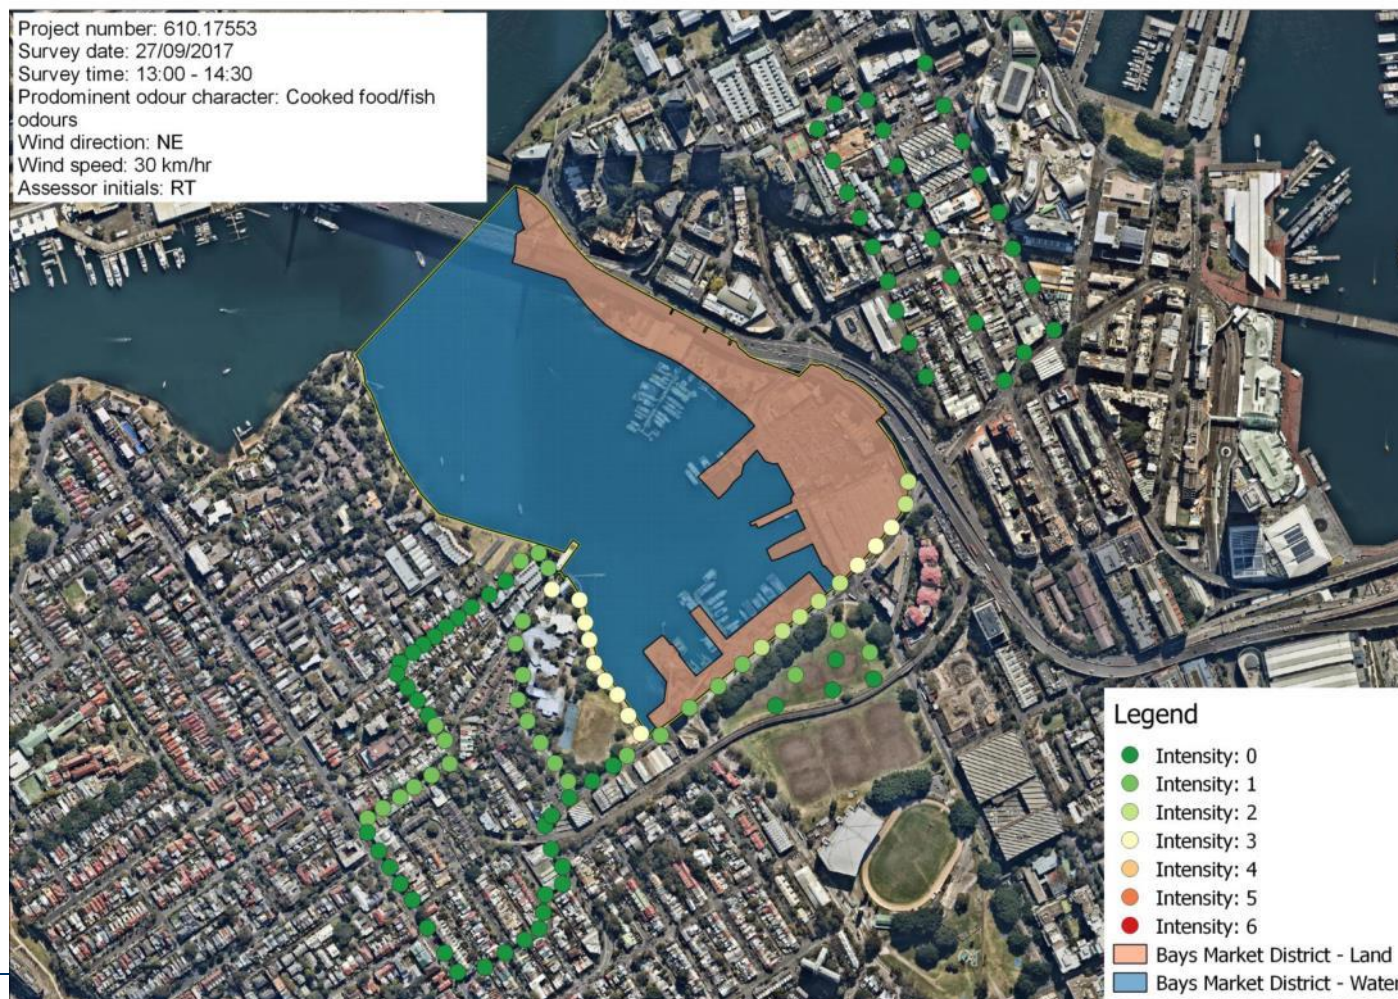 Project number: 610.17553
Survey date: 27/09/2017
Survey time: 13:00 - 14:30
Prodominent odour character: Cooked food/fish
odours
Wind direction: NE
Wind speed: 30 km/hr
Assessor initials: RT
Legend
Intensity: 0
Intensity: 1
Intensity: 2
Intensity: 3
Intensity: 4
Intensity: 5
Intensity: 6
Bays Market District - Land
Bays Market District - Water